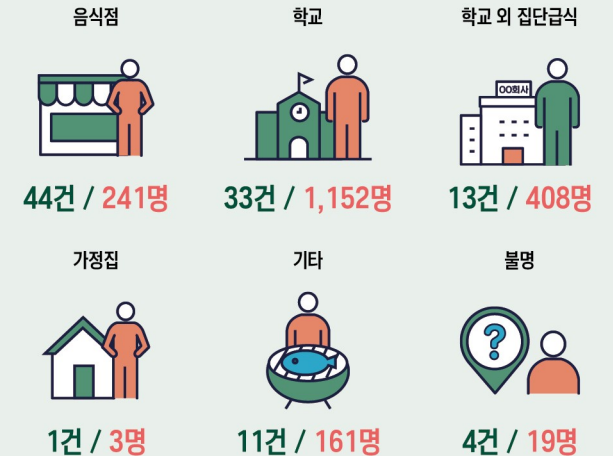 음식점
학교
학교 외 집단급식
OO회사
44건 / 241명
33건 / 1,152명
13건 / 408명
가정집
기타
불명
?
1건 / 3명
11건 / 161명
4건 / 19명